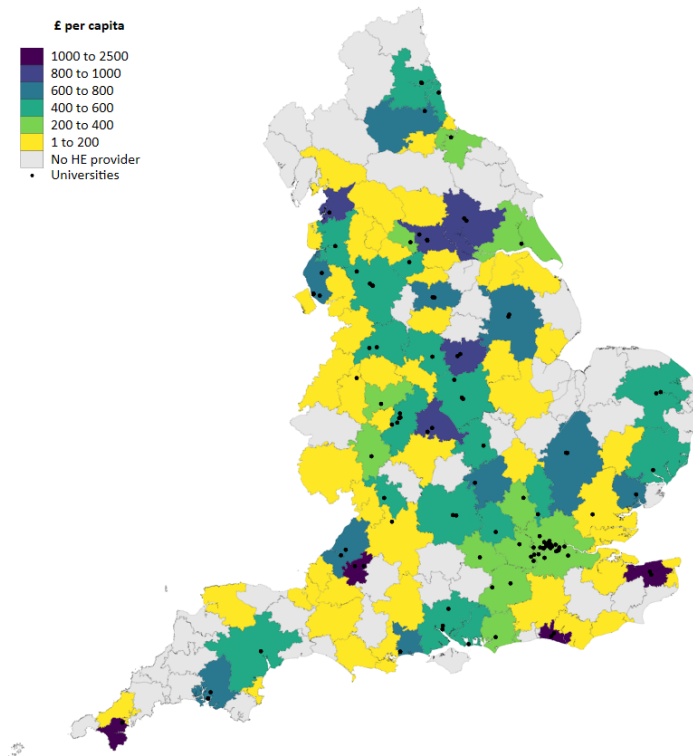 £ per capita
1000 to 2500
800 to 1000
600 to 800
400 to 600
200 to 400
1 to 200
No HE provider
Universities